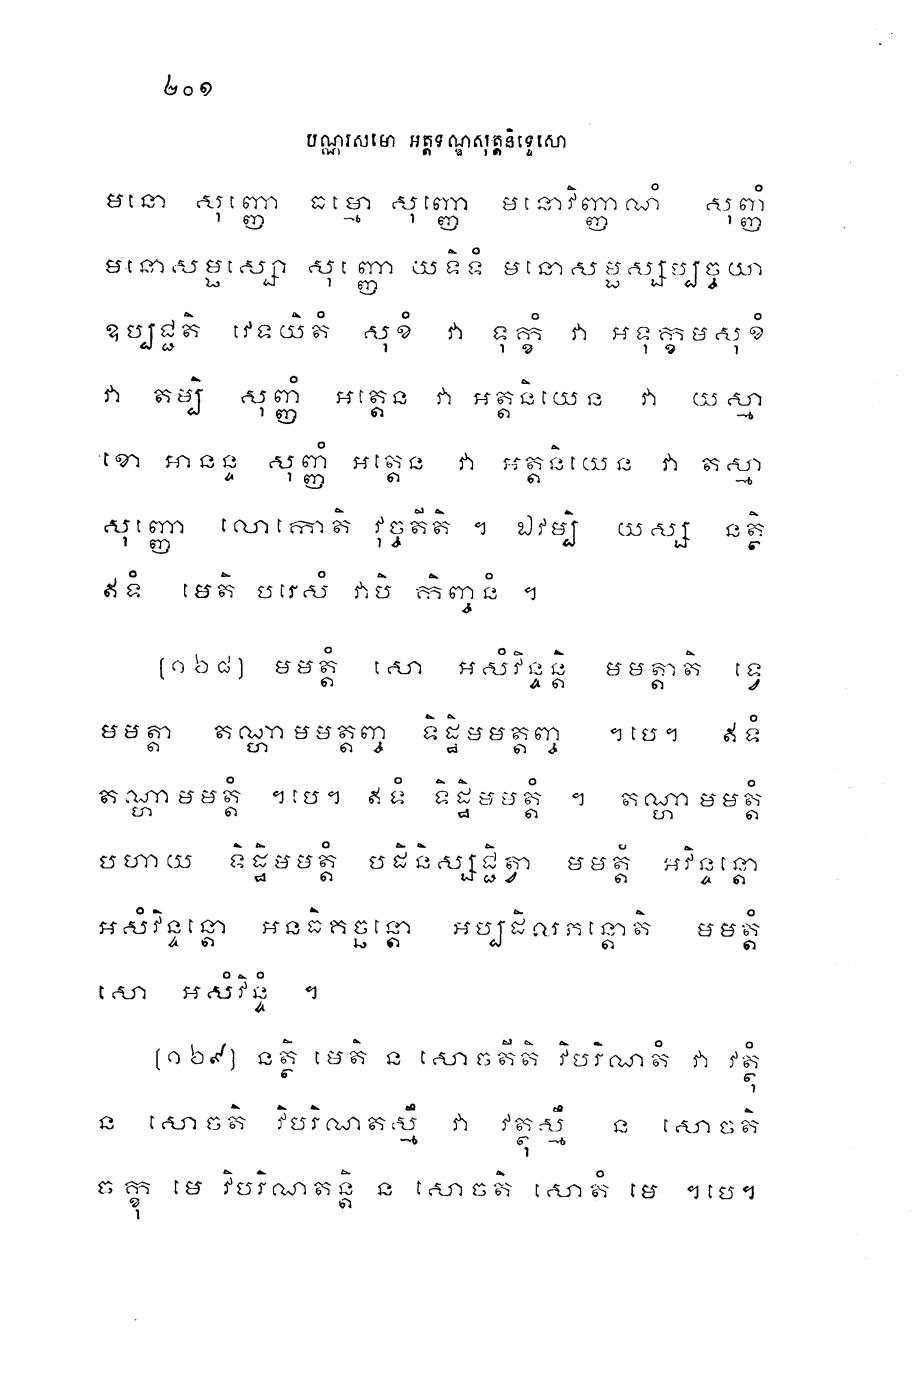 ២០១
បណ្ណរសមោ អត្តទណ្ឌសុត្តនិទ្ទេសោ
មនោ សុញ្ញោ ធម្មោ សុញ្ញោ មនោវិញ្ញាណំ សុញ្ញំ
មនោសម្ផស្សោ សុញ្ញោ យទិទំ មនោសម្ផស្សប្បច្ចយា
ឧប្បជ្ជតិ វេទយិតំ សុខំ វា ទុក្ខំ វា អទុក្ខមសុខំ
វា តម្បិ សុញ្ញំ អត្តេន វា អត្តនិយេន វា យស្មា
ខោ អានន្ទ សុញ្ញំ អត្តេន វា អត្តនិយេន វា តស្មា
សុញ្ញោ លោកោតិ វុច្ចតីតិ ។ ឯវម្បិ យស្ស នត្ថិ
ឥទំ មេតិ បរេសំ វាបិ កិញ្ចនំ ។
(១៦៨) មមត្តំ សោ អសំវិន្ទន្តិ មមត្តាតិ ទ្វេ
មមត្តា តណ្ហាមមត្តញ្ច ទិដ្ឋិមមត្តញ្ច ។បេ។ ឥទំ
តណ្ហាមមត្តំ ។បេ។ ឥទំ ទិដ្ឋិមមត្តំ ។ តណ្ហាមមត្តំ
បហាយ ទិដ្ឋិមមត្តំ បដិនិស្សជ្ជិត្វា មមត្តំ អវិន្ទន្តោ
អសំវិន្ទន្តោ អនធិកច្ឆន្តោ អប្បដិលភន្តោតិ មមត្តំ
សោ អសំវិន្ទំ ។
(១៦៩) នត្ថិ មេតិ ន សោចតីតិ វិបរិណតំ វា វត្ថុំ
ន សោចតិ វិបរិណតស្មឹ វា វត្ថុស្មឹ ន សោចតិ
ចក្ខុ មេ វិបរិណតន្តិ ន សោចតិ សោតំ មេ ។បេ។